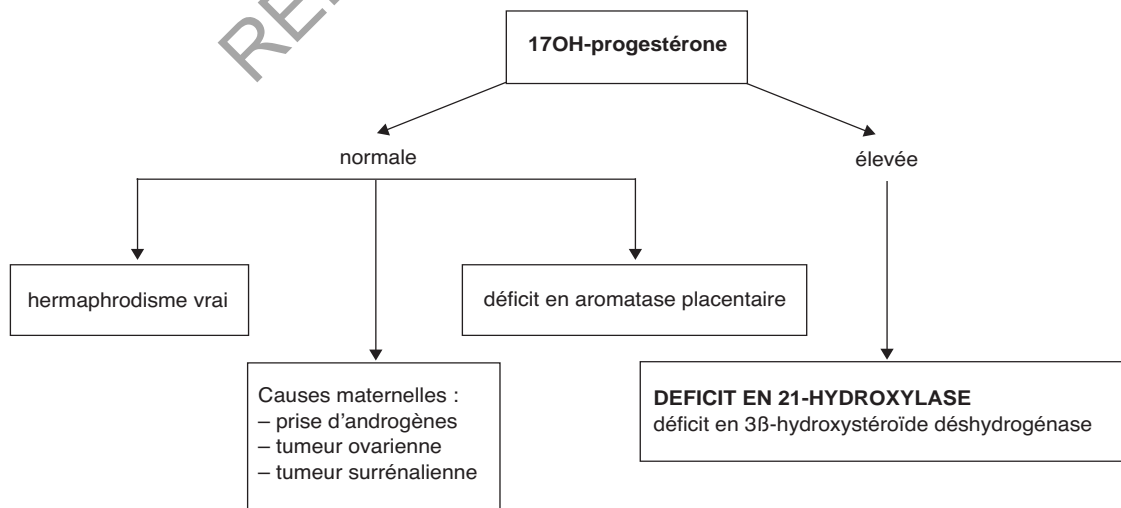 17OH-progestérone
normale
élevée
hermaphrodisme vrai
déficit en aromatase placentaire
Causes maternelles :
– prise d'androgènes
– tumeur ovarienne
– tumeur surrénalienne
DEFICIT EN 21-HYDROXYLASE
déficit en 3ß-hydroxystéroïde déshydrogénase